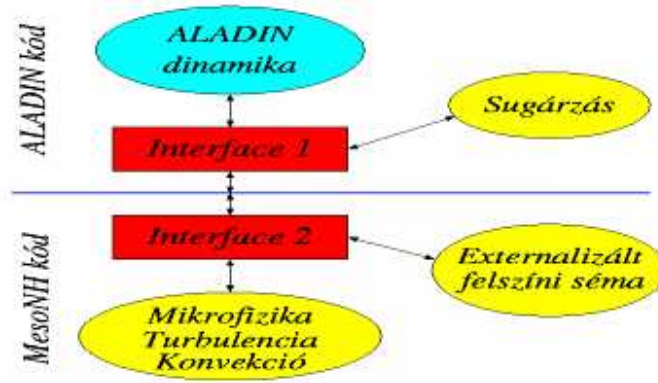 ALADIN kód
ALADIN
dinamika
Sugárzás
Interface 1
MesoNH kód
Interface 2
Externalizált
felszíni séma
Mikrofizika
Turbulencia
Konvekció